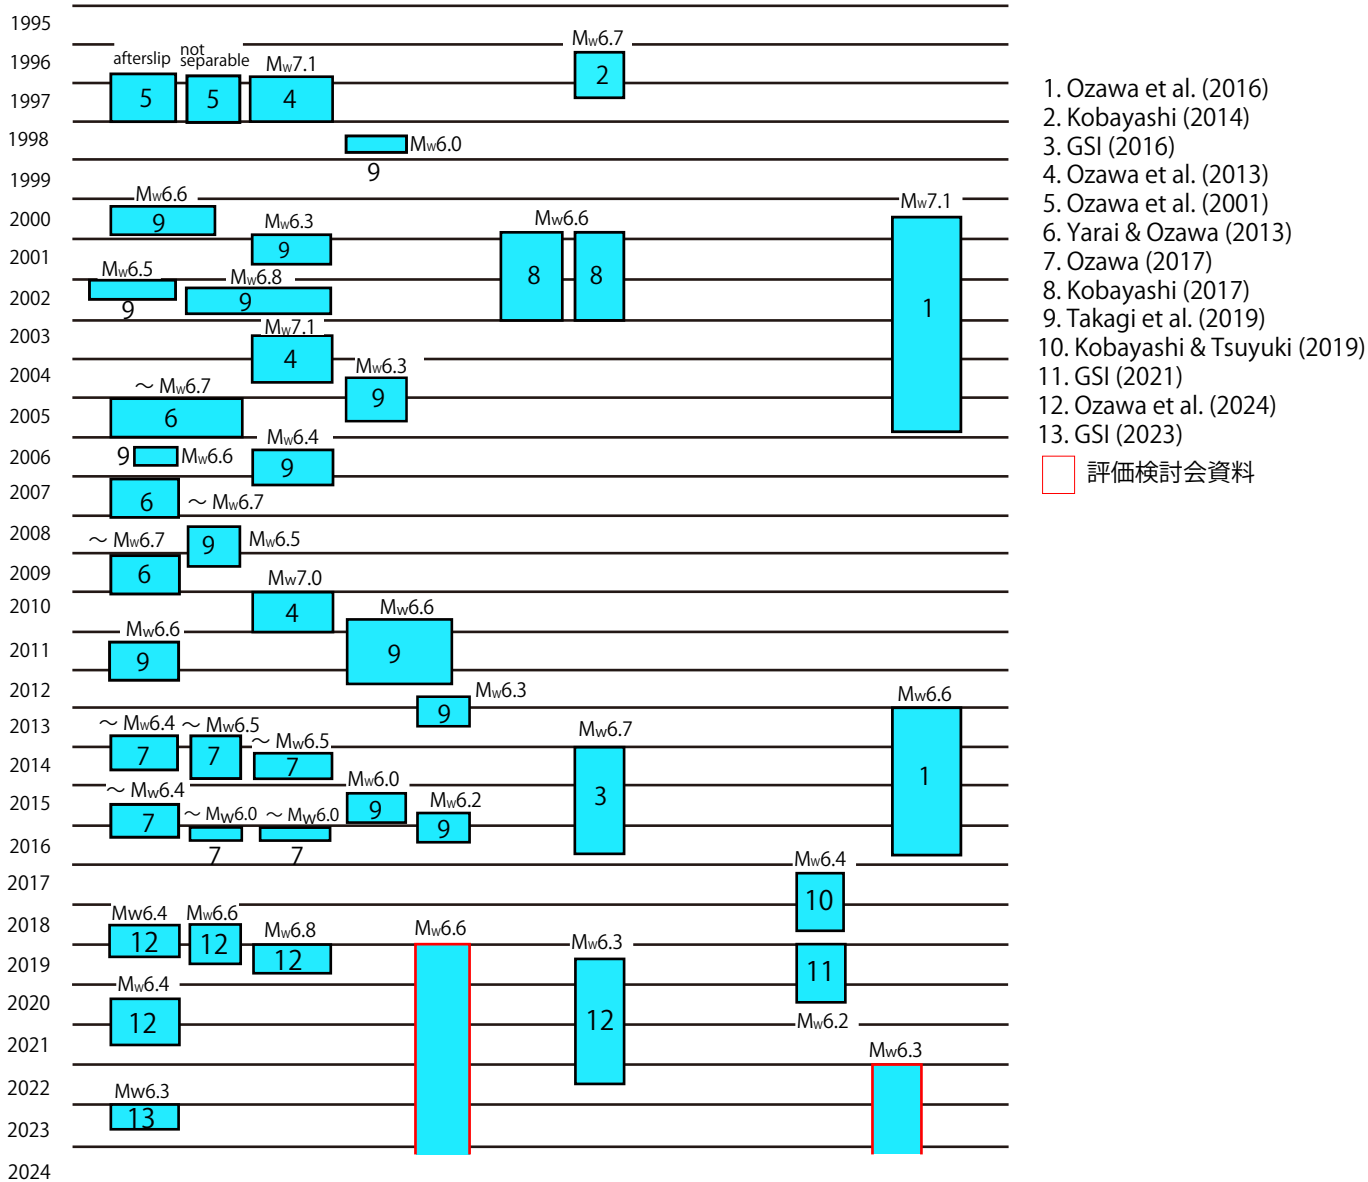 1995
1996
1997
1998
1999
2000
2001
2002
2003
2004
2005
2006
2007
2008
2009
2010
2011
2012
2013
2014
2015
2016
2017
2018
2019
2020
2021
2022
2023
2024
afterslip
not
separable
Mw7.1
Mw6.7
5
5
4
2
Mw6.0
9
Mw6.6
9
Mw6.3
9
Mw6.6
8
8
Mw7.1
1
Mw6.5
9
Mw6.8
9
Mw7.1
4
Mw6.3
9
～ Mw6.7
6
Mw6.4
9
9
Mw6.6
6
～ Mw6.7
9
Mw6.5
～ Mw6.7
6
Mw7.0
4
Mw6.6
9
Mw6.6
9
Mw6.3
9
Mw6.6
1
～ Mw6.4
7
～ Mw6.5
7
～ Mw6.5
7
Mw6.7
3
～ Mw6.4
7
～ Mw6.0
7
～ Mw6.0
7
Mw6.0
9
Mw6.2
9
Mw6.4
10
Mw6.4
12
Mw6.6
12
Mw6.8
12
Mw6.6
Mw6.3
12
11
Mw6.2
Mw6.4
12
Mw6.3
Mw6.3
13
1. Ozawa et al. (2016)
2. Kobayashi (2014)
3. GSI (2016)
4. Ozawa et al. (2013)
5. Ozawa et al. (2001)
6. Yarai & Ozawa (2013)
7. Ozawa (2017)
8. Kobayashi (2017)
9. Takagi et al. (2019)
10. Kobayashi & Tsuyuki (2019)
11. GSI (2021)
12. Ozawa et al. (2024)
13. GSI (2023)
評価検討会資料